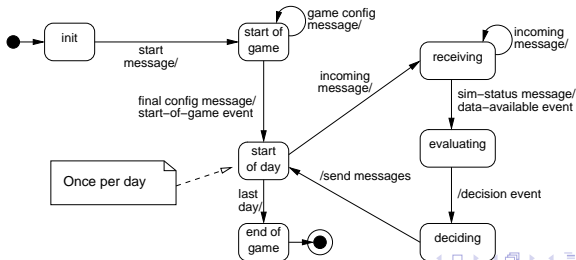 init
start
message/
start of
game
game config
message/
final config message/
start−of−game event
incoming
message/
start
of day
Once per day
last
day/
end of
game
receiving
incoming
message/
sim−status message/
data−available event
evaluating
/decision event
deciding
/send messages